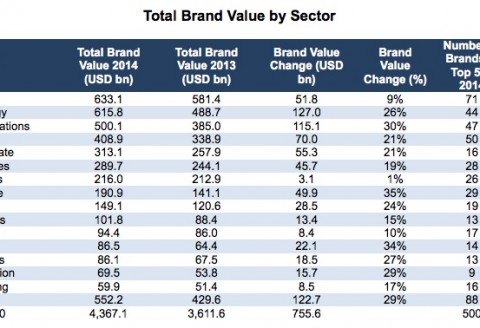 Total Brand Value by Sector
Total Brand Value 2014 (USD bn) Total Brand Value 2013 (USD bn) Brand Value Change (USD bn) Brand Value Change (%) Brands Top 2014
633.1 581.4 51.8 9% 71
gy 615.8 488.7 127.0 26% 44
ations 500.1 385.0 115.1 30% 47
408.9 338.9 70.0 21% 50
ate 313.1 257.9 55.3 21% 16
es 289.7 244.1 45.7 19% 28
s 216.0 212.9 3.1 1% 26
e 190.9 141.1 49.9 35% 29
149.1 120.6 28.5 24% 19
s 101.8 88.4 13.4 15% 13
94.4 86.0 8.4 10% 17
86.5 64.4 22.1 34% 14
s 86.1 67.5 18.5 27% 13
tion 69.5 53.8 15.7 29% 9
ng 59.9 51.4 8.5 17% 16
552.2 429.6 122.7 29% 88
0 4,367.1 3,611.6 755.6 500